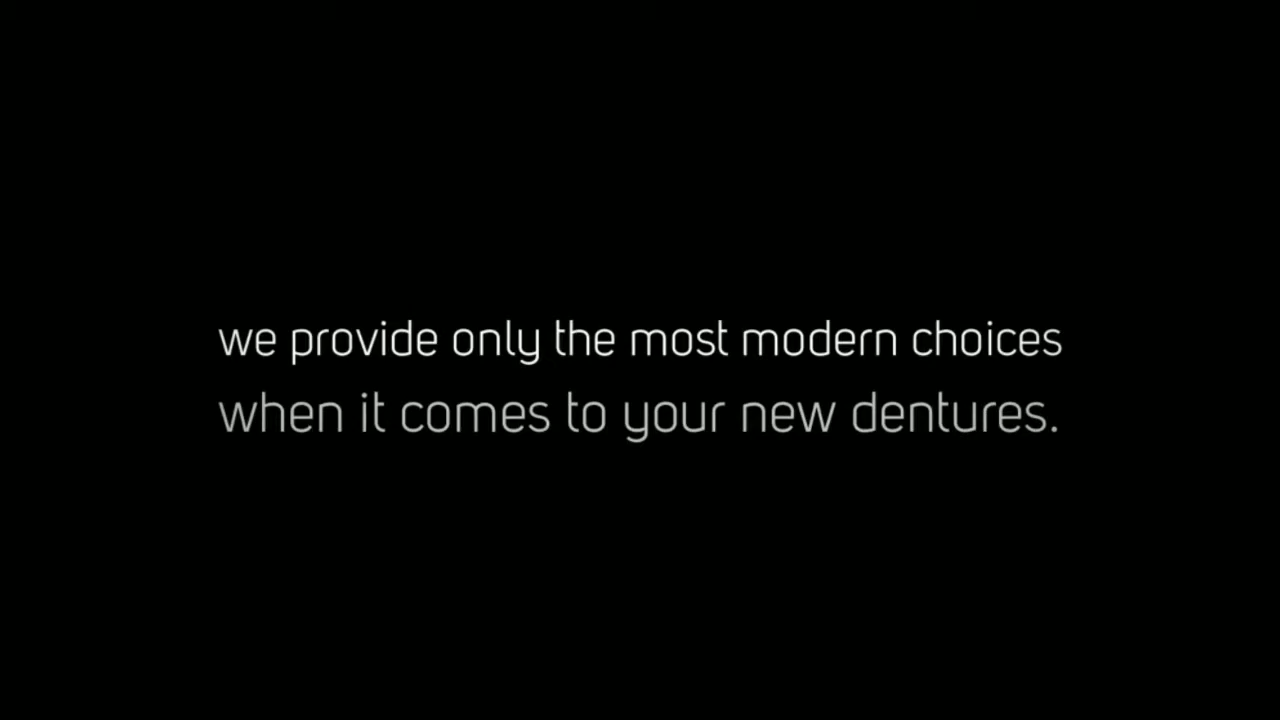 we provide only the most modern choices
when it comes to your new dentures.